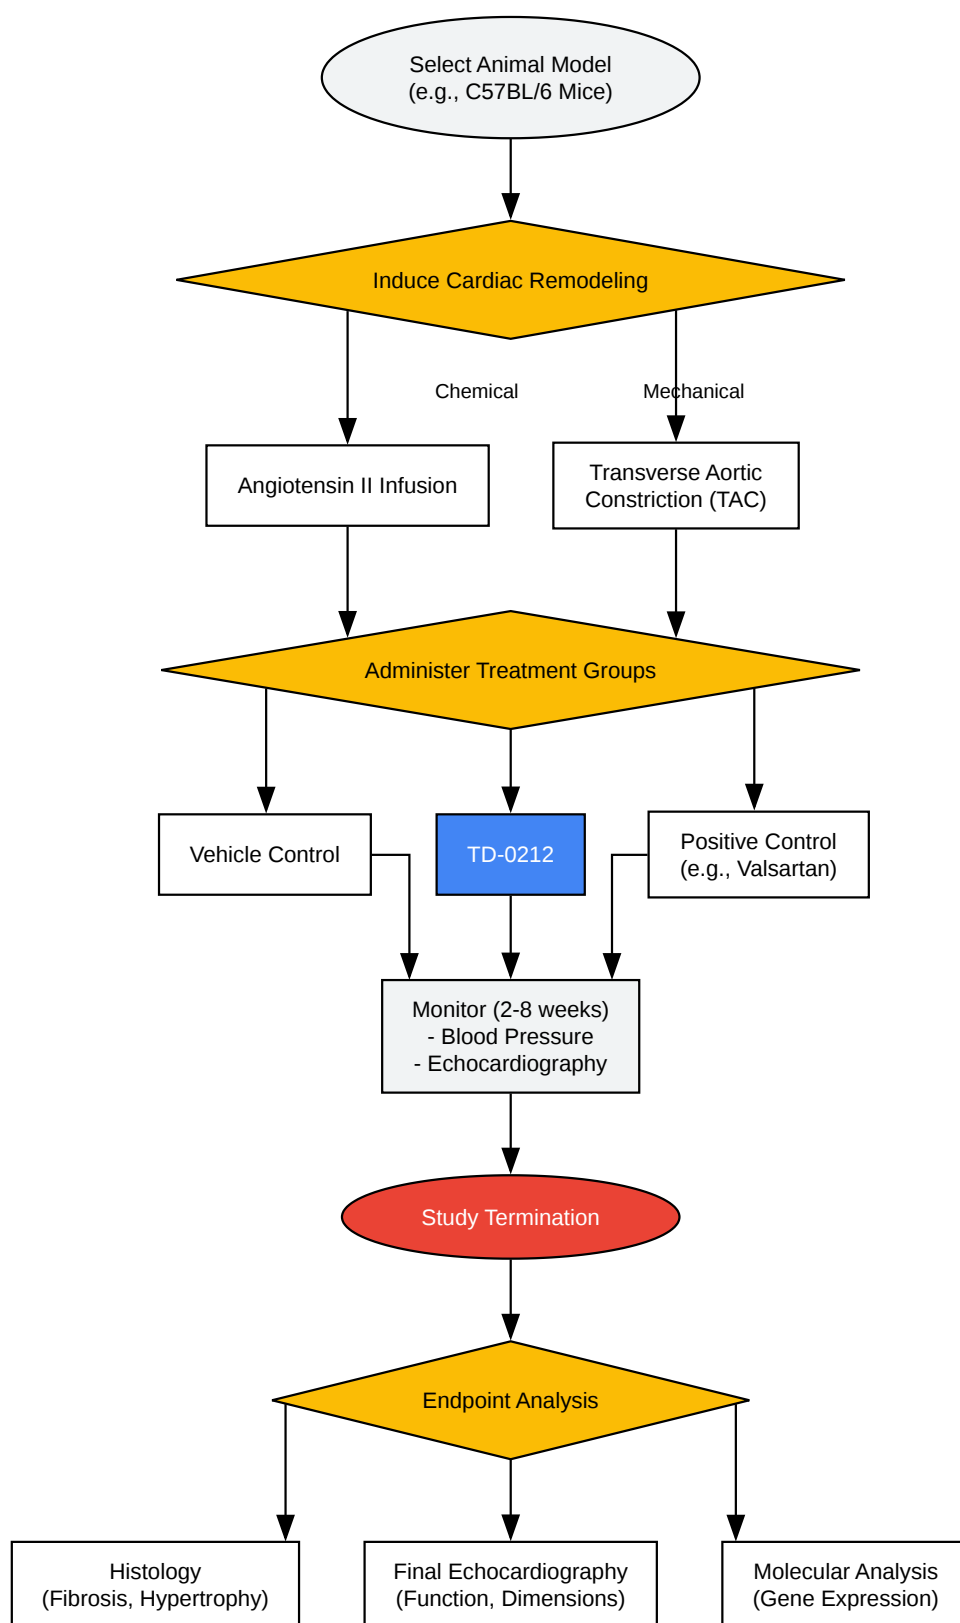 Select Animal Model
(e.g., C57BL/6 Mice)
Induce Cardiac Remodeling
Chemical
Mechanical
Angiotensin II Infusion
Transverse Aortic
Constriction (TAC)
Administer Treatment Groups
Vehicle Control
TD-0212
Positive Control
(e.g., Valsartan)
Monitor (2-8 weeks)
- Blood Pressure
- Echocardiography
Study Termination
Endpoint Analysis
Histology
(Fibrosis, Hypertrophy)
Final Echocardiography
(Function, Dimensions)
Molecular Analysis
(Gene Expression)